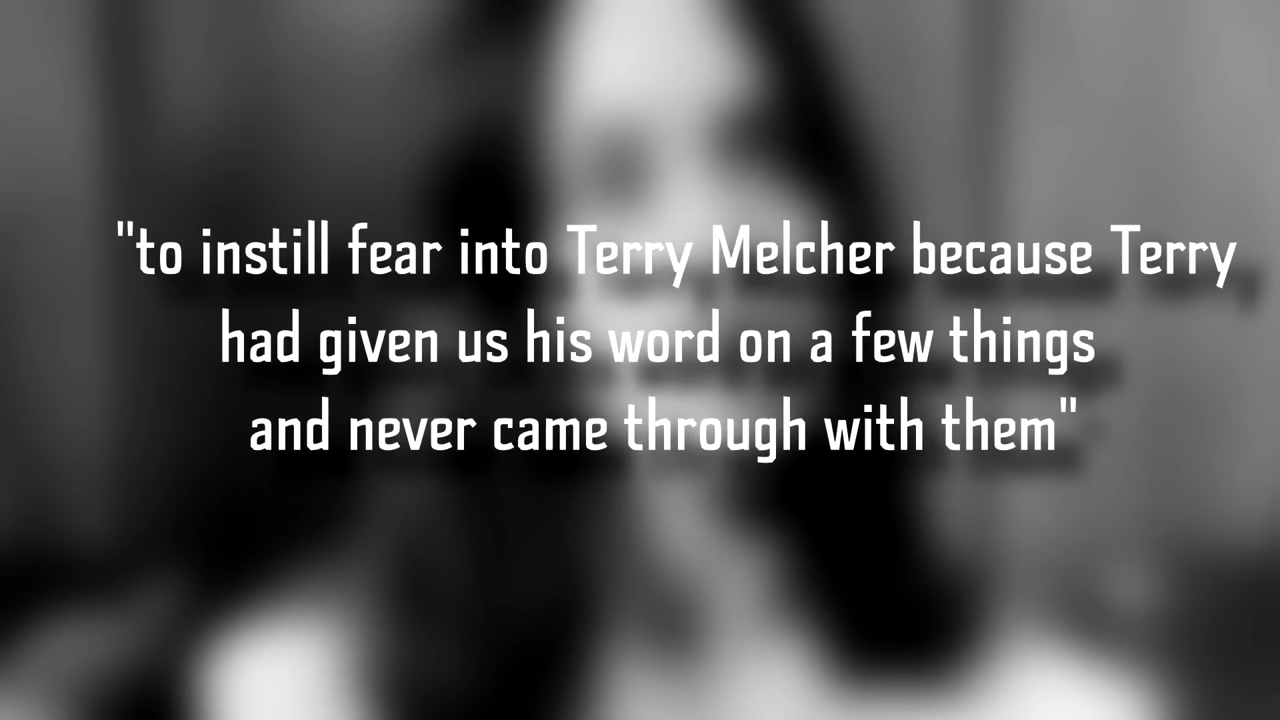 "to instill fear into Terry Melcher because Terry
had given us his word on a few things
and never came through with them"